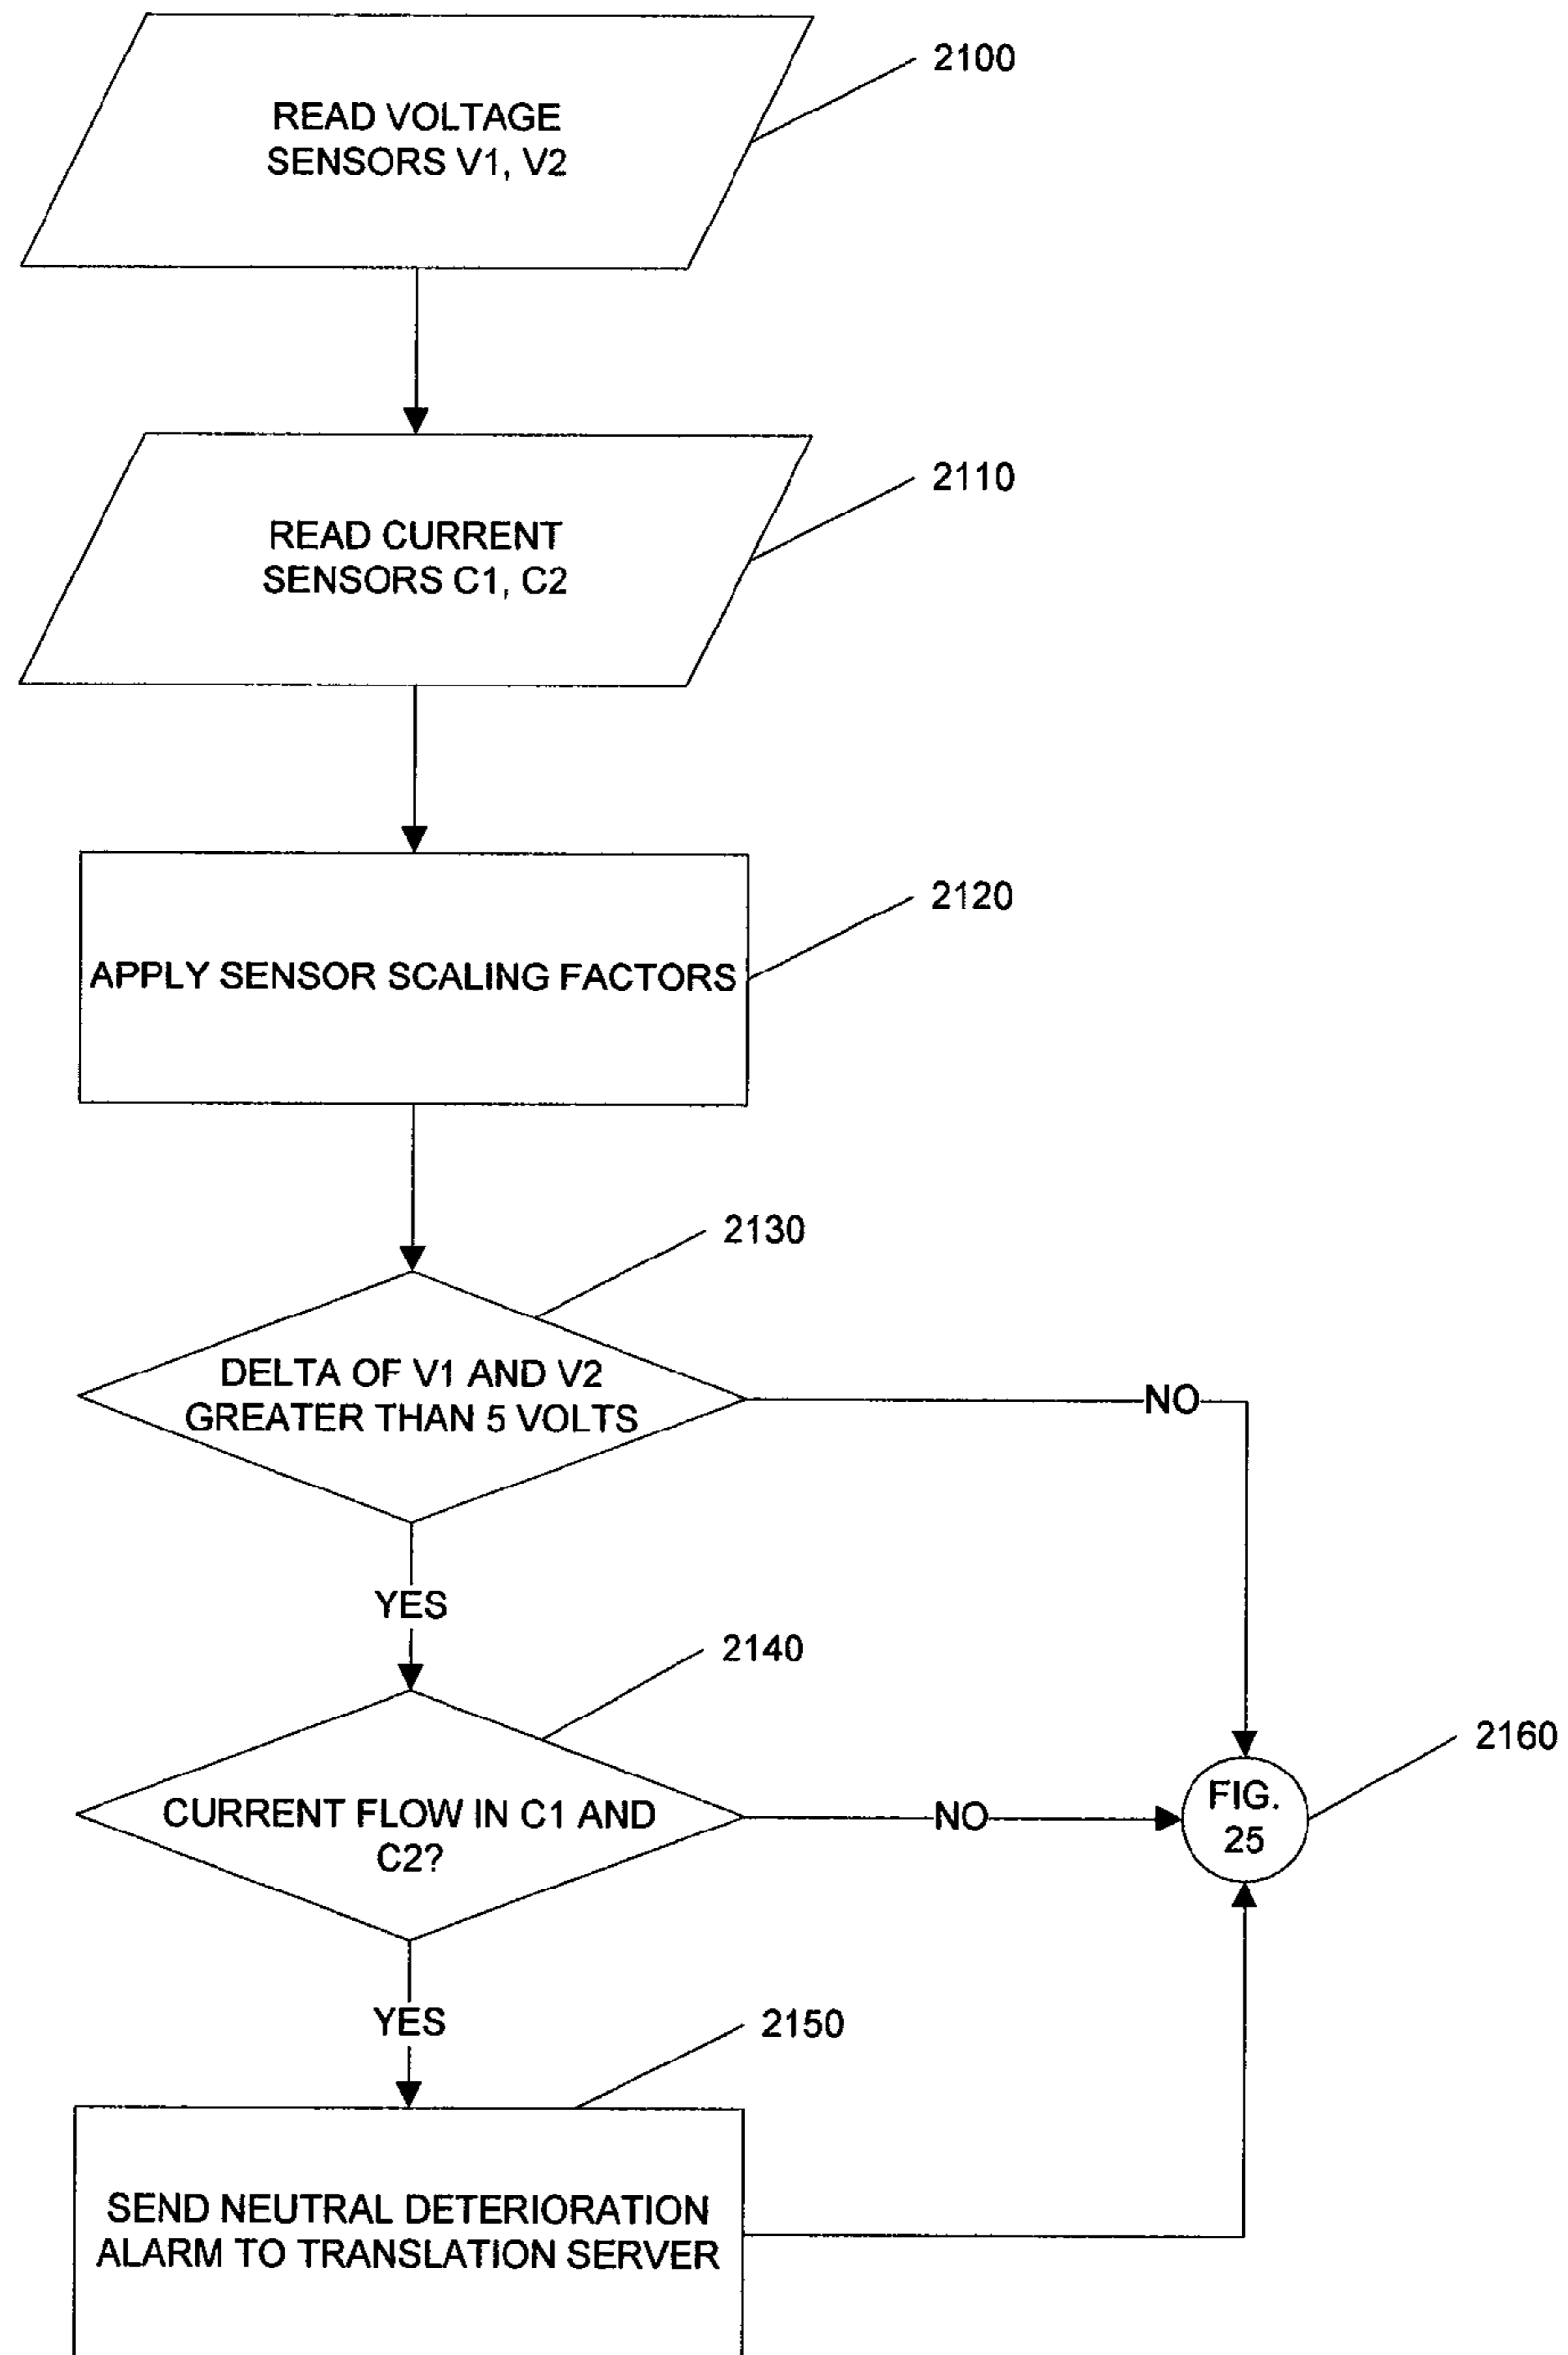 2100
READ VOLTAGE
SENSORS V1, V2
2110
READ CURRENT
SENSORS C1, C2
2120
APPLY SENSOR SCALING FACTORS
2130
DELTA OF V1 AND V2
GREATER THAN 5 VOLTS
NO
YES
2140
CURRENT FLOW IN C1 AND
C2?
NO
2160
FIG.
25
YES
2150
SEND NEUTRAL DETERIORATION
ALARM TO TRANSLATION SERVER